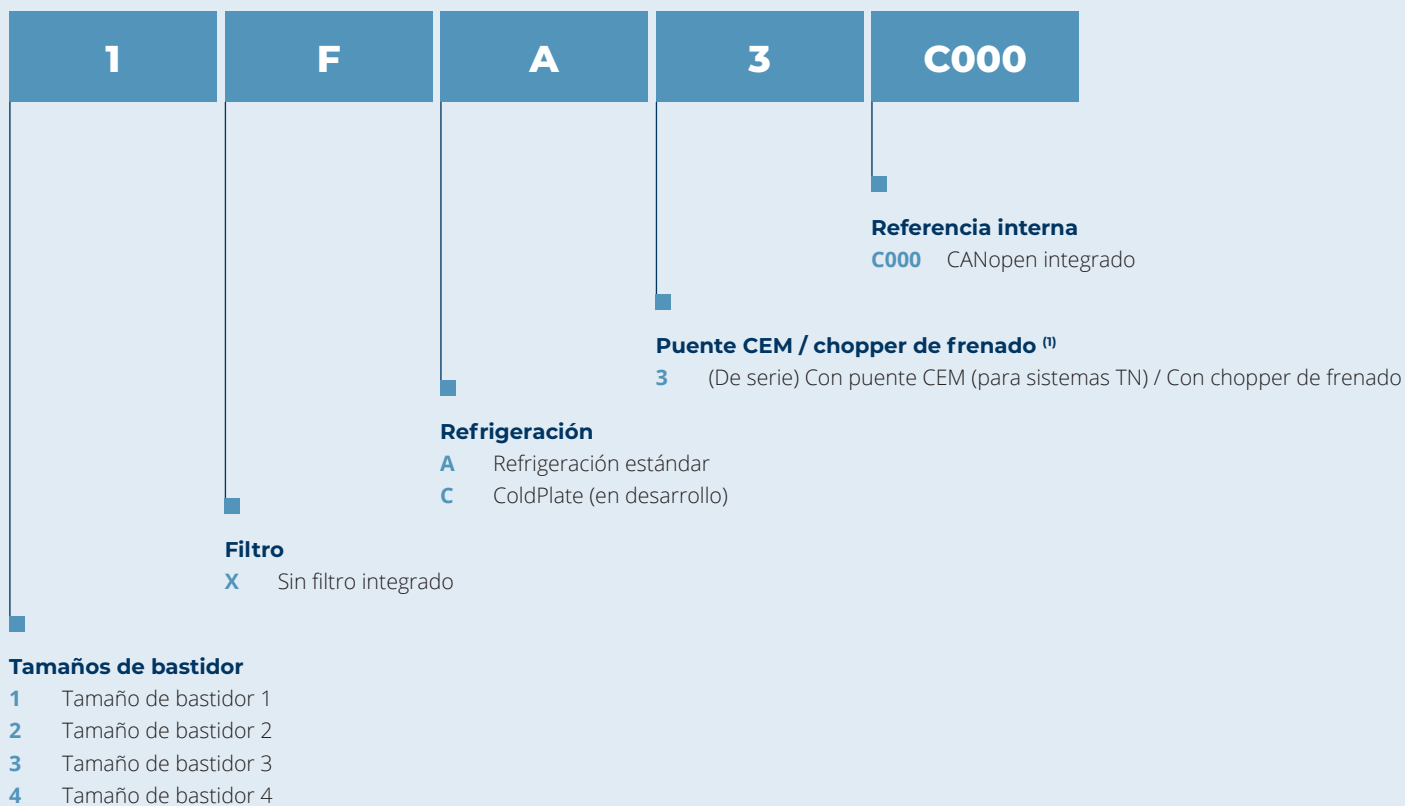 1 F A 3 C000
Referencia interna
C000 CANopen integrado
Puente CEM / chopper de frenado (1)
3 (De serie) Con puente CEM (para sistemas TN) / Con chopper de frenado
Refrigeración
A Refrigeración estándar
C ColdPlate (en desarrollo)
Filtro
X Sin filtro integrado
Tamaños de bastidor
1 Tamaño de bastidor 1
2 Tamaño de bastidor 2
3 Tamaño de bastidor 3
4 Tamaño de bastidor 4